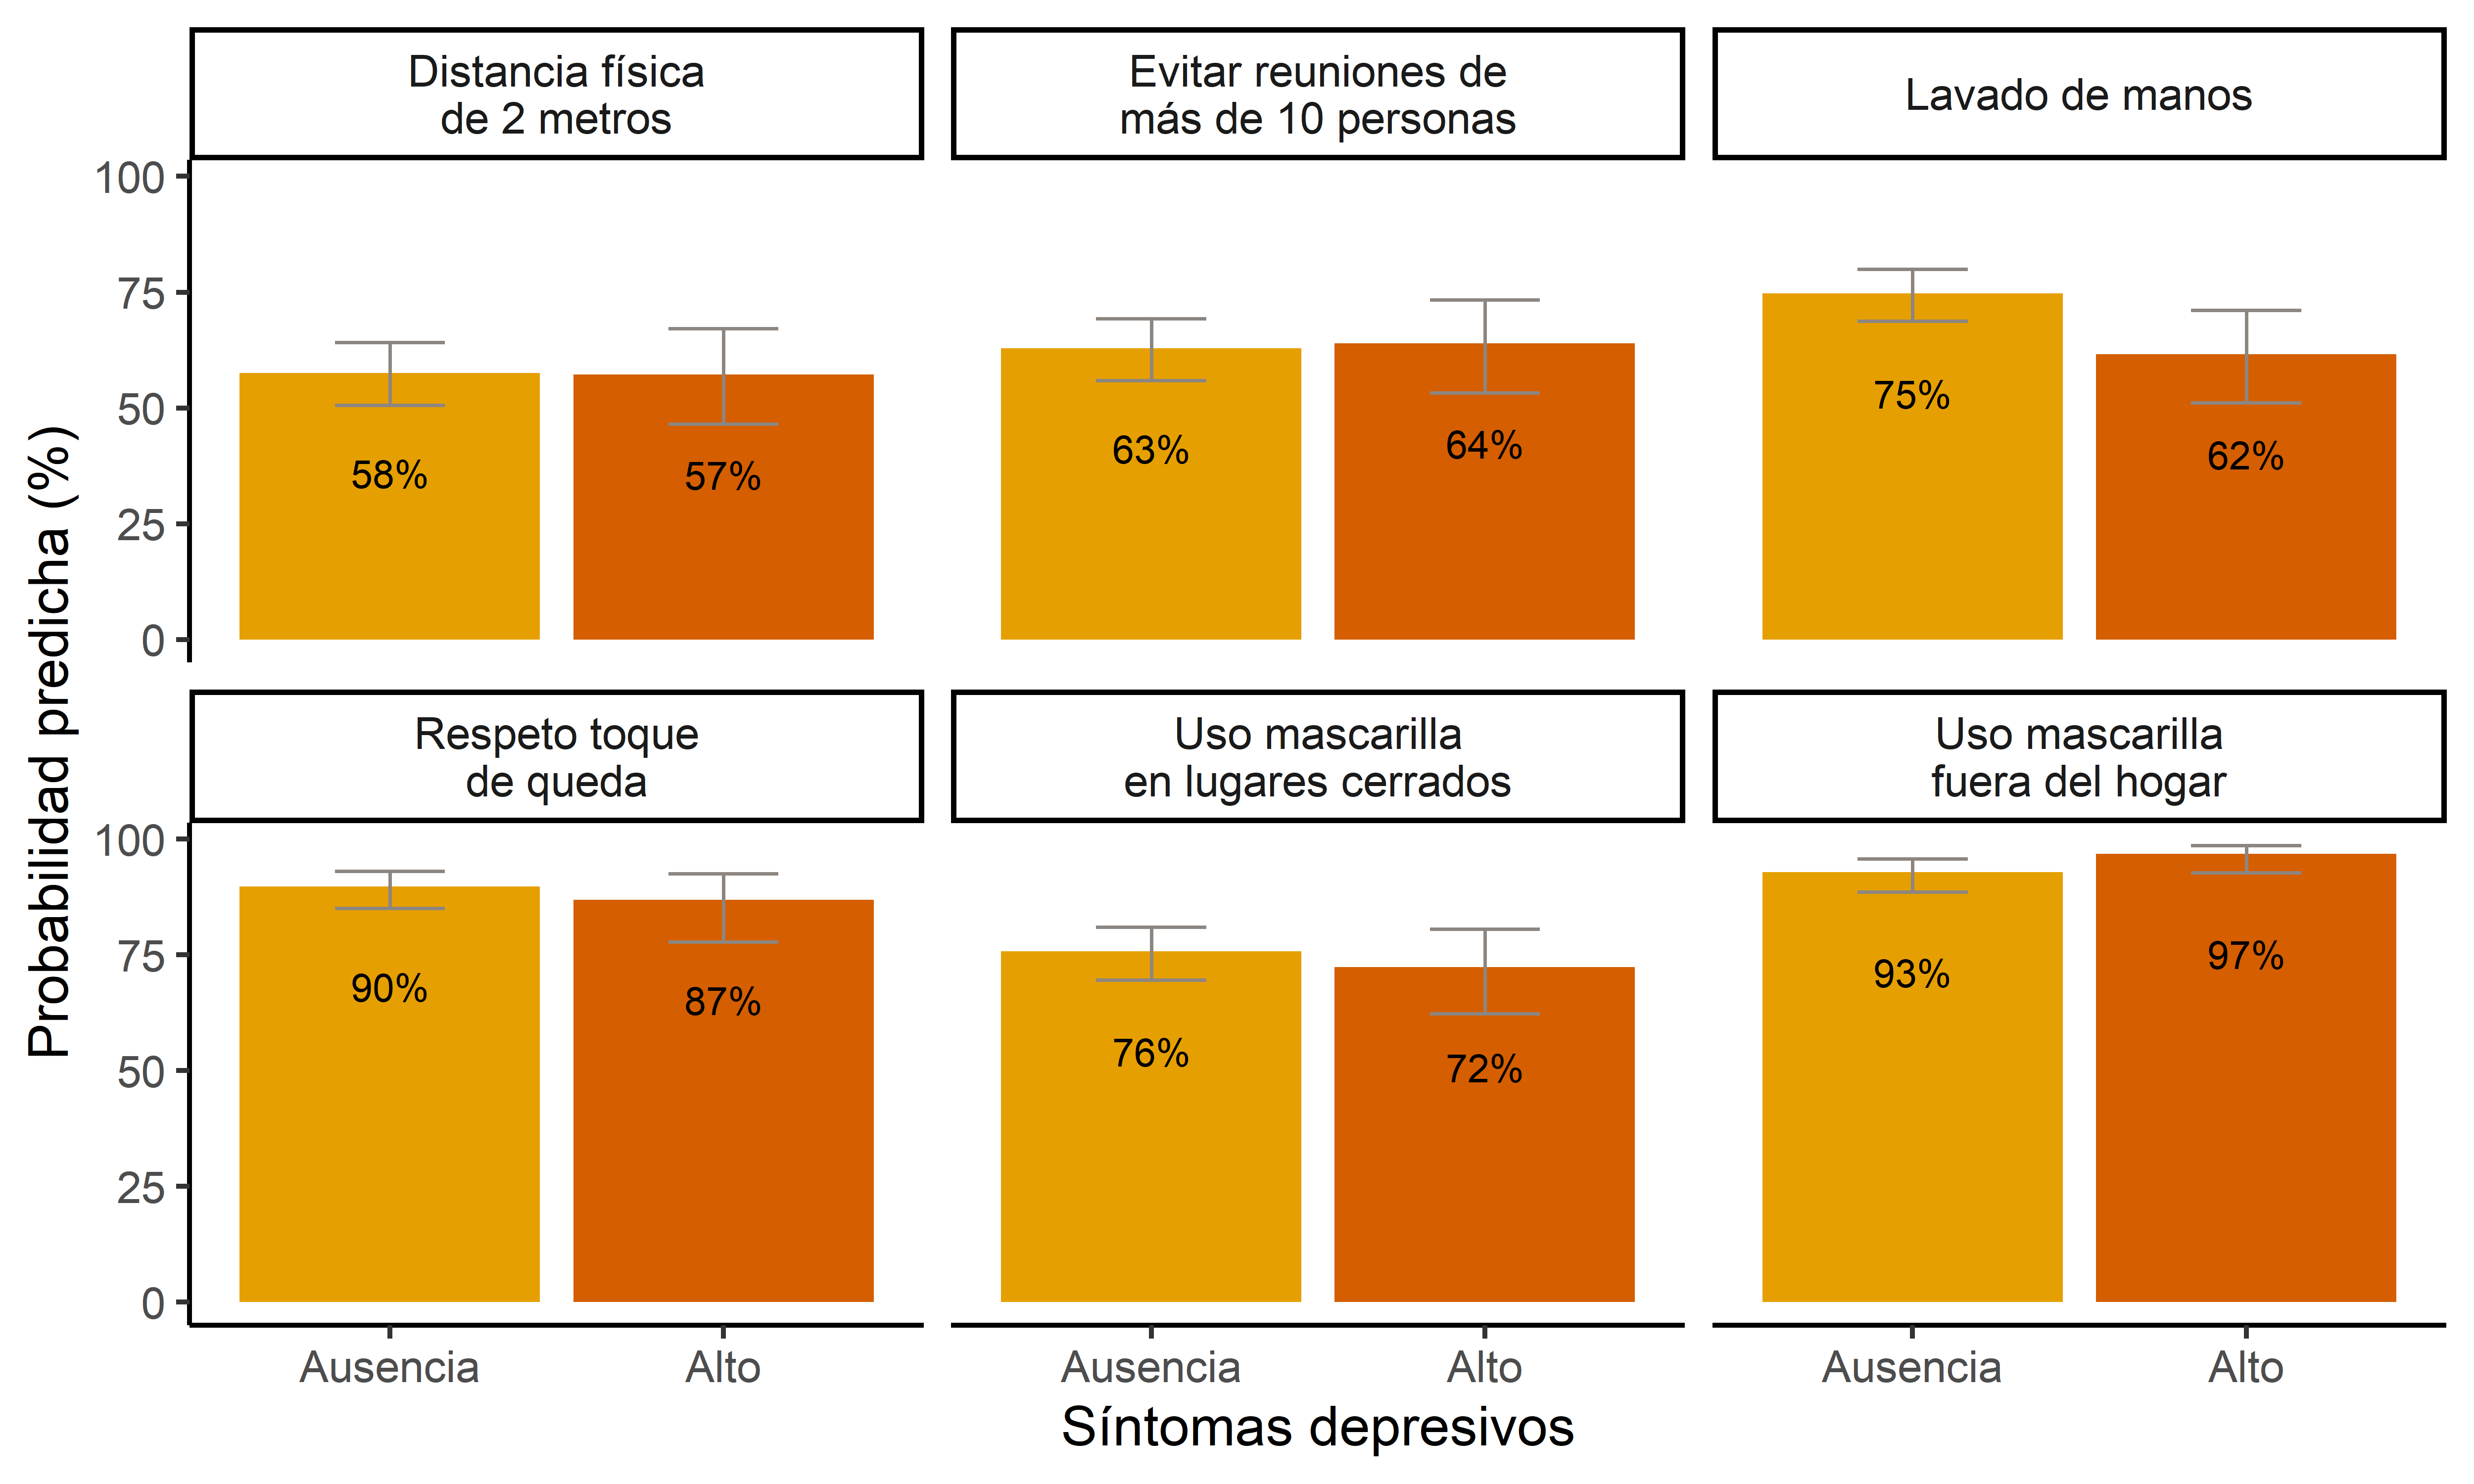 Distancia física
de 2 metros
Evitar reuniones de
más de 10 personas
Lavado de manos
100
75
50
25
0
58%
57%
63%
64%
75%
62%
Respeto toque
de queda
Uso mascarilla
en lugares cerrados
Uso mascarilla
fuera del hogar
100
75
50
25
0
90%
87%
76%
72%
93%
97%
Ausencia
Alto
Ausencia
Alto
Ausencia
Alto
Síntomas depresivos
Probabilidad predicha (%)